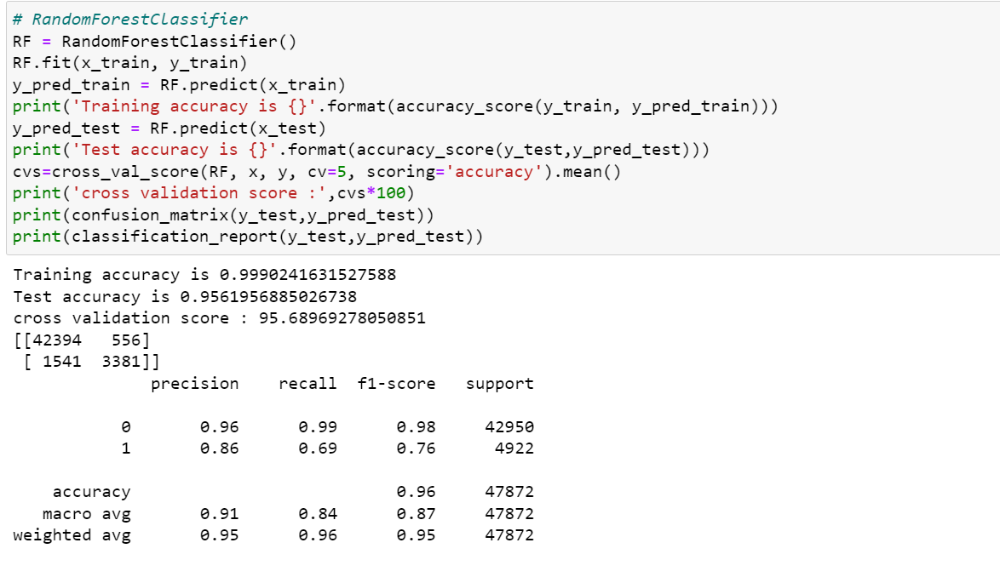 # RandomForestClassifier
RF = RandomForestClassifier()
RF.fit(x_train, y_train)
y_pred_train = RF.predict(x_train)
print('Training accuracy is {}'.format(accuracy_score(y_train, y_pred_train)))
y_pred_test = RF.predict(x_test)
print('Test accuracy is {}'.format(accuracy_score(y_test,y_pred_test)))
cvs=cross_val_score(RF, x, y, cv=5, scoring='accuracy').mean()
print('cross validation score :',cvs*100)
print(confusion_matrix(y_test,y_pred_test))
print(classification_report(y_test,y_pred_test))
Training accuracy is 0.9990241631527588
Test accuracy is 0.9561956885026738
cross validation score : 95.68969278050851
[[42394   556]
 [ 1541  3381]]
              precision    recall  f1-score   support
           0       0.96      0.99      0.98     42950
           1       0.86      0.69      0.76      4922
    accuracy                           0.96     47872
   macro avg       0.91      0.84      0.87     47872
weighted avg       0.95      0.96      0.95     47872